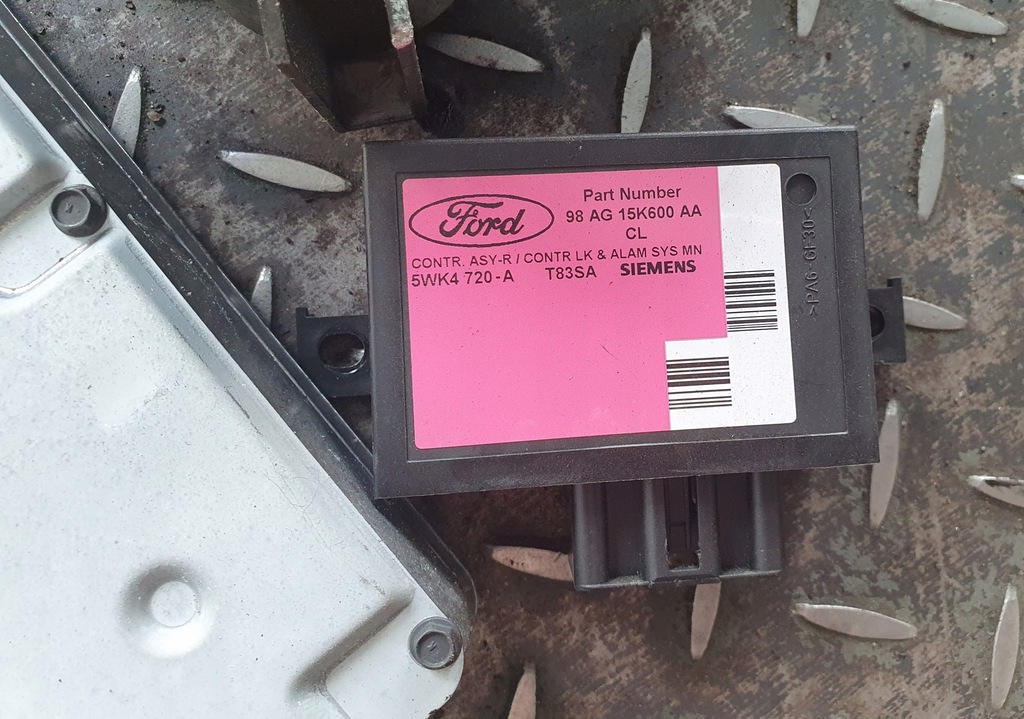 Ford
Part Number
98 AG 15K600 AA
CL
CONTR. ASY-R / CONTR LK & ALAM SYS MN
5WK4 720-A T83SA SIEMENS
>PA6-GF30<